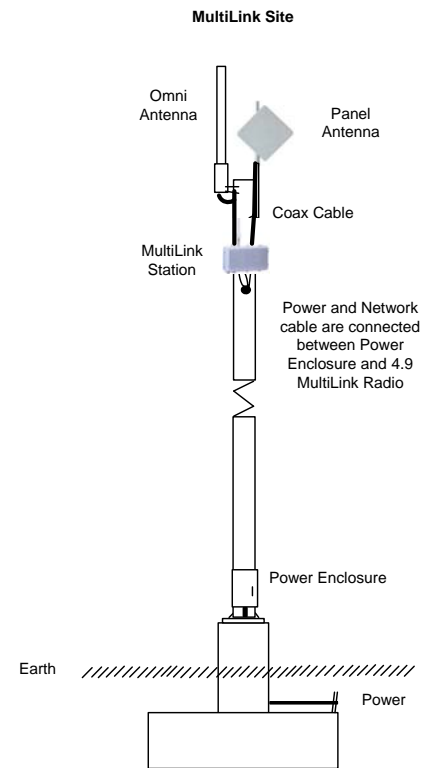 MultiLink Site
Omni
Antenna
Panel
Antenna
Coax Cable
MultiLink
Station
Power and Network
cable are connected
between Power
Enclosure and 4.9
MultiLink Radio
Power Enclosure
Earth
Power